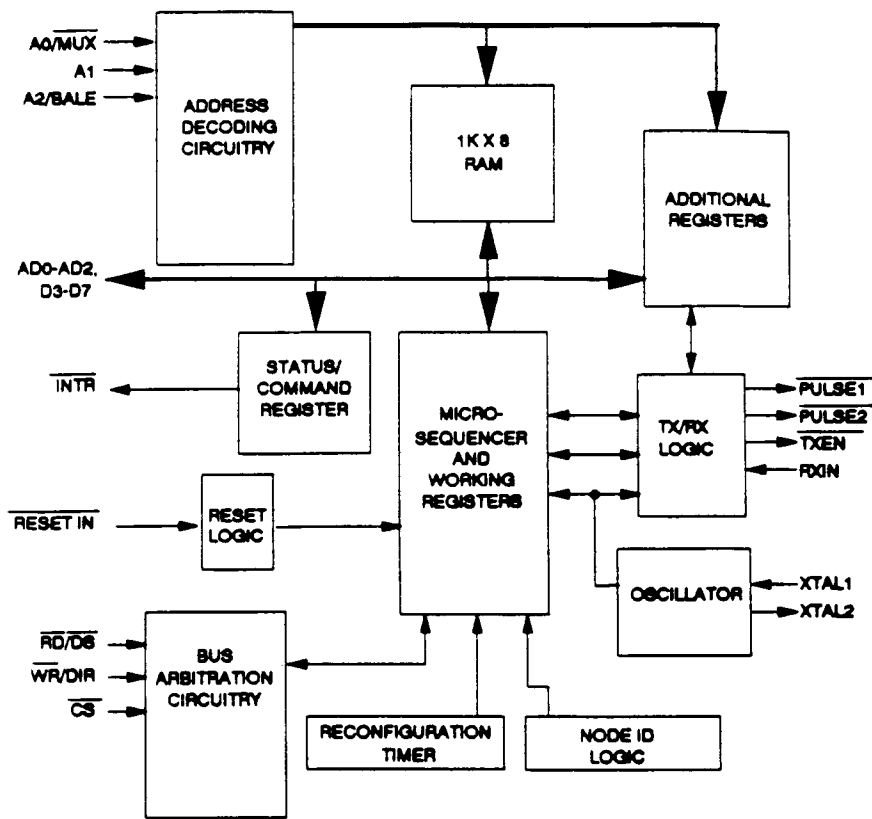 A0/MUX
A1
A2/BALE
ADDRESS
DECODING
CIRCUITRY
1K X 8
RAM
ADDITIONAL
REGISTERS
AD0-AD2,
D3-D7
INTR
STATUS/
COMMAND
REGISTER
MICRO-
SEQUENCER
AND
WORKING
REGISTERS
TX/RX
LOGIC
PULSE1
PULSE2
TXEN
RXIN
RESET IN
RESET
LOGIC
OSCILLATOR
XTAL1
XTAL2
RD/DS
WR/DIR
CS
BUS
ARBITRATION
CIRCUITRY
RECONFIGURATION
TIMER
NODE ID
LOGIC